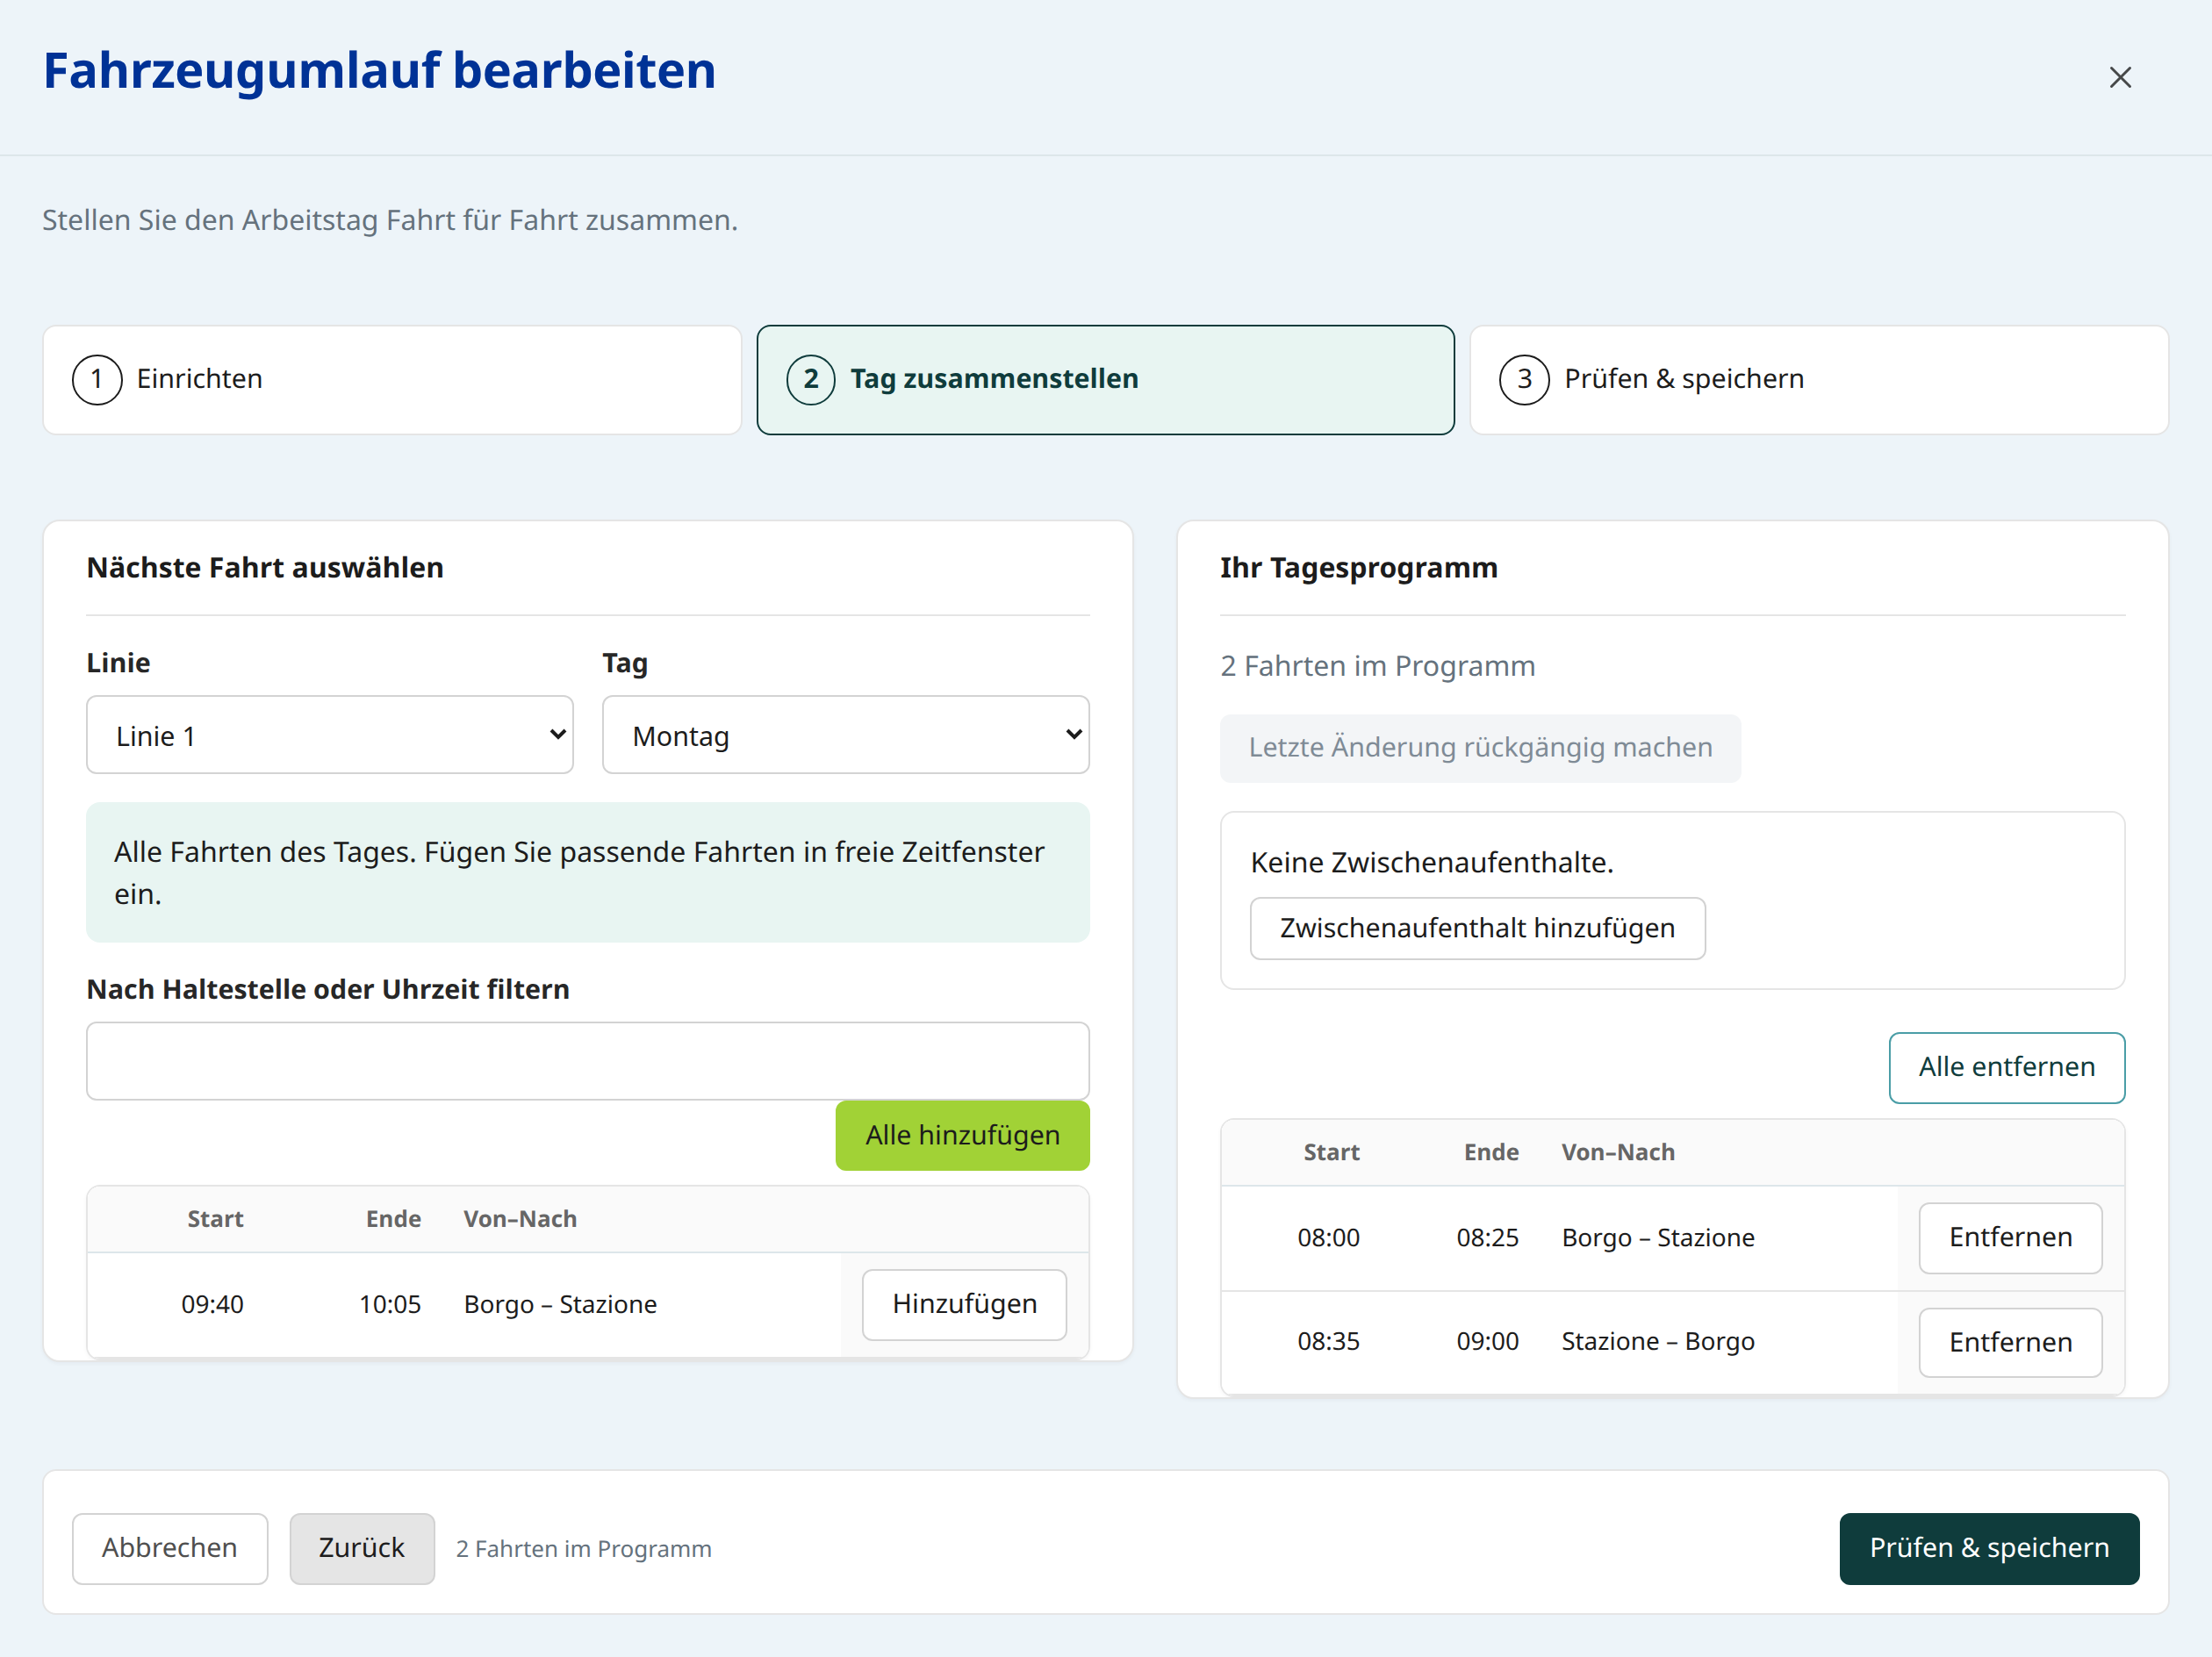 Fahrzeugumlauf bearbeiten
Stellen Sie den Arbeitstag Fahrt für Fahrt zusammen.
1 Einrichten
2 Tag zusammenstellen
3 Prüfen & speichern
Nächste Fahrt auswählen
Linie Tag
Linie 1 Montag
Alle Fahrten des Tages. Fügen Sie passende Fahrten in freie Zeitfenster
ein.
Nach Haltestelle oder Uhrzeit filtern
Alle hinzufügen
Start Ende Von–Nach
09:40 10:05 Borgo – Stazione Hinzufügen
Ihr Tagesprogramm
2 Fahrten im Programm
Letzte Änderung rückgängig machen
Keine Zwischenaufenthalte.
Zwischenaufenthalt hinzufügen
Alle entfernen
Start Ende Von–Nach
08:00 08:25 Borgo – Stazione Entfernen
08:35 09:00 Stazione – Borgo Entfernen
Abbrechen Zurück 2 Fahrten im Programm Prüfen & speichern